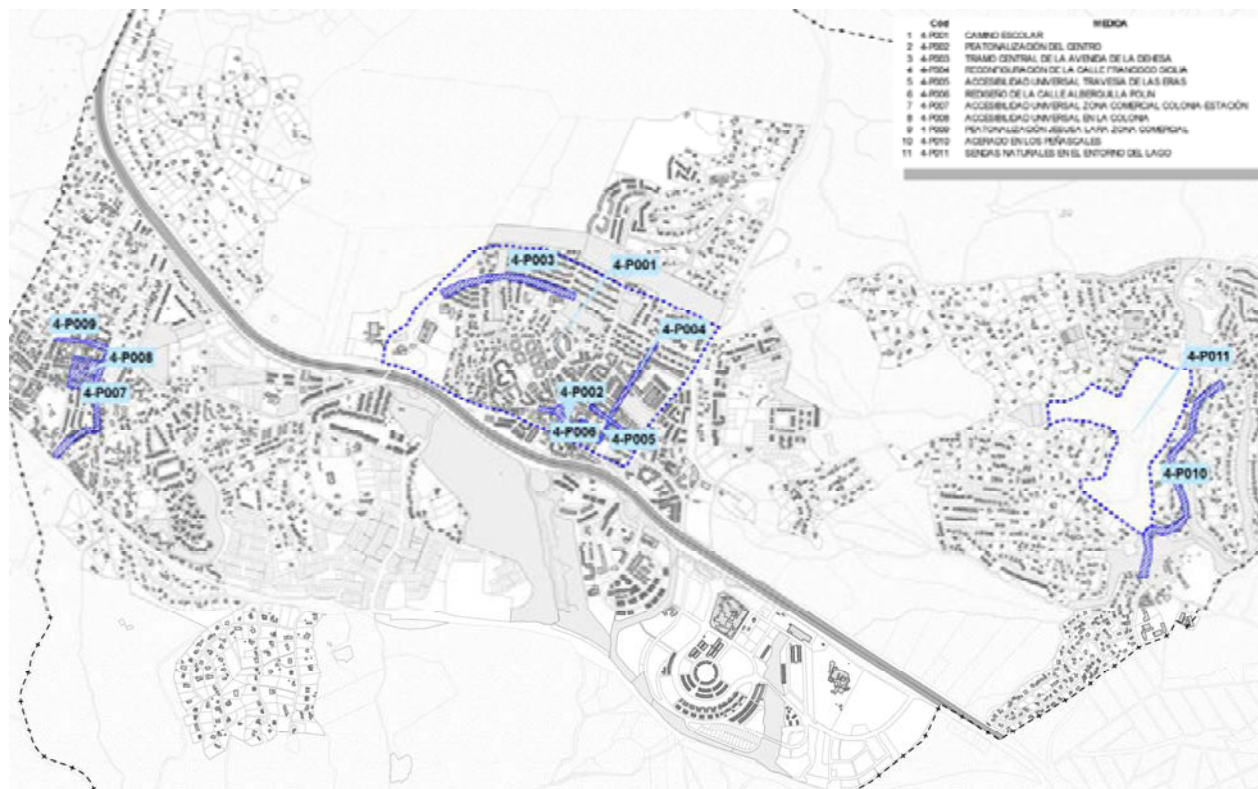 Cod MEDIDA
1 4-P001 CAMINO ESCOLAR
2 4-P002 PEATONALIZACIÓN DEL CENTRO
3 4-P003 TRAMO CENTRAL DE LA AVENIDA DE LA DEHESA
4 4-P004 RECONFIGURACIÓN DE LA CALLE FRANCISCO SICILIA
5 4-P005 ACCESIBILIDAD UNIVERSAL TRAVESÍA DE LAS ERAS
6 4-P006 REDISEÑO DE LA CALLE ALBERQUILLA POLIN
7 4-P007 ACCESIBILIDAD UNIVERSAL ZONA COMERCIAL COLONIA-ESTACIÓN
8 4-P008 ACCESIBILIDAD UNIVERSAL EN LA COLONIA
9 4-P009 PEATONALIZACIÓN JESUSA LARA ZONA COMERCIAL
10 4-P010 ACERADO EN LOS PEÑASCALES
11 4-P011 SENDAS NATURALES EN EL ENTORNO DEL LAGO
4-P003
4-P001
4-P004
4-P009
4-P008
4-P011
4-P007
4-P002
4-P006
4-P005
4-P010